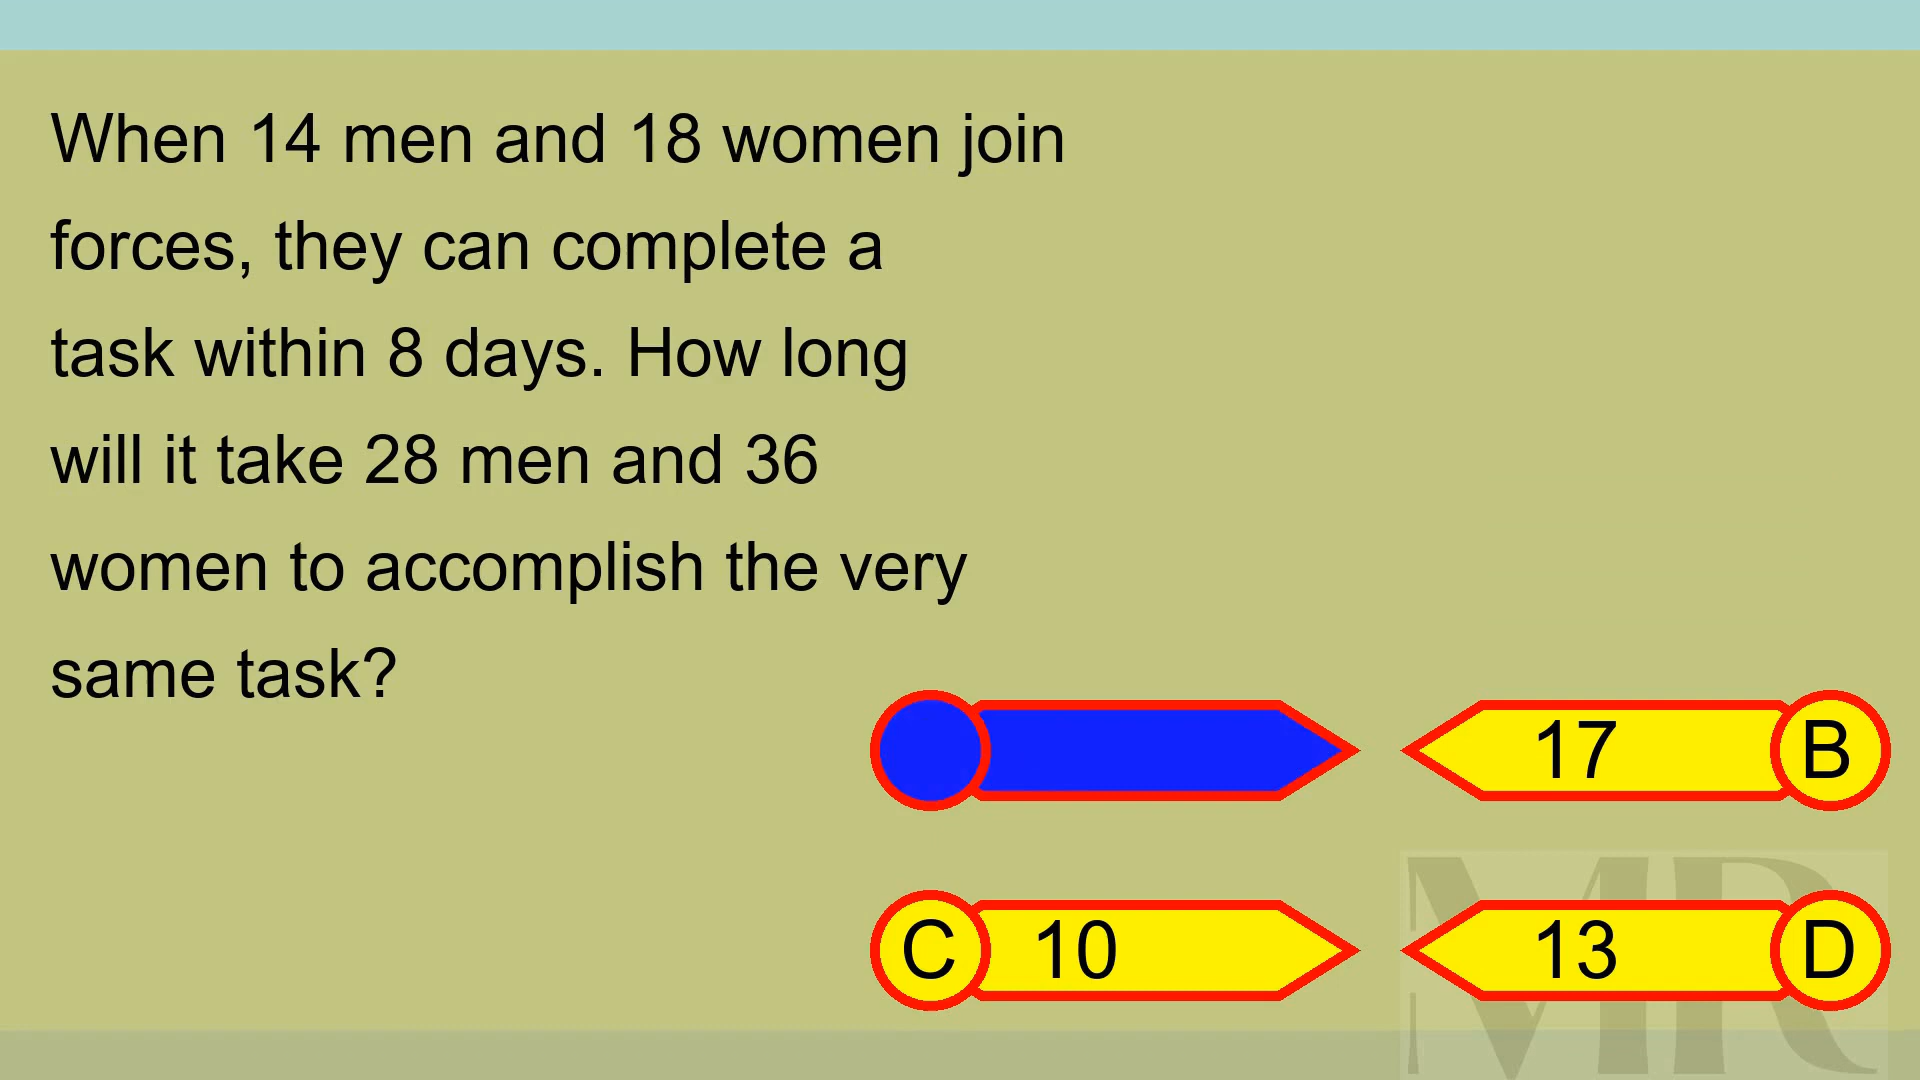 When 14 men and 18 women join
forces, they can complete a
task within 8 days. How long
will it take 28 men and 36
women to accomplish the very
same task?
17 B
C 10
13 D
MR